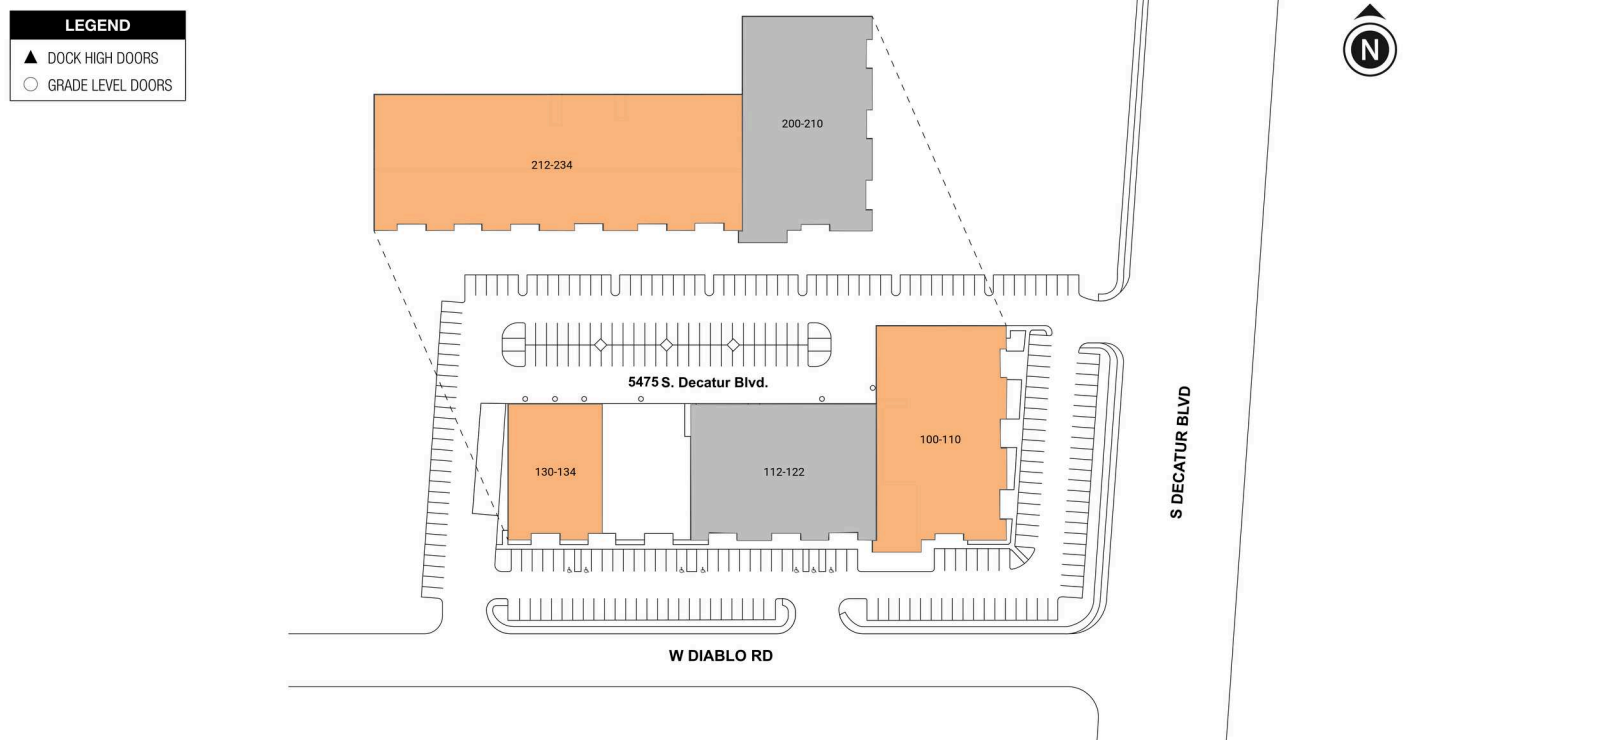 LEGEND
DOCK HIGH DOORS
GRADE LEVEL DOORS
N
200-210
212-234
5475 S. Decatur Blvd.
100-110
130-134
112-122
S DECATUR BLVD
W DIABLO RD